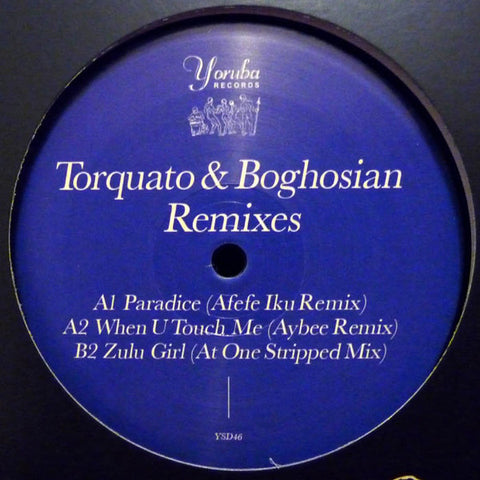 Yoruba
RECORDS
Torquato & Boghosian
Remixes
A1 Paradice (Afefe Iku Remix)
A2 When U Touch Me (Aybee Remix)
B2 Zulu Girl (At One Stripped Mix)
YSD46